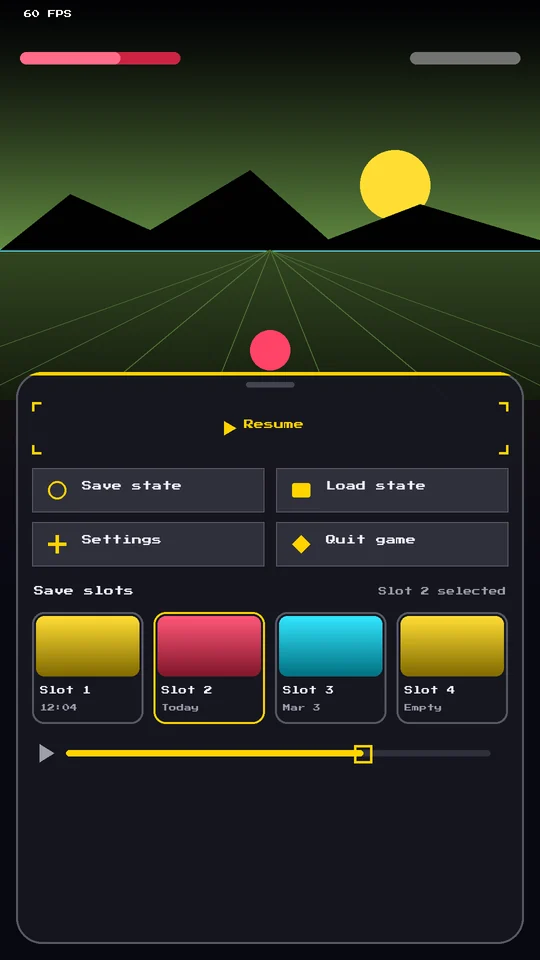 60 FPS
Resume
Save state
Load state
Settings
Quit game
Save slots
Slot 2 selected
Slot 1
12:04
Slot 2
Today
Slot 3
Mar 3
Slot 4
Empty